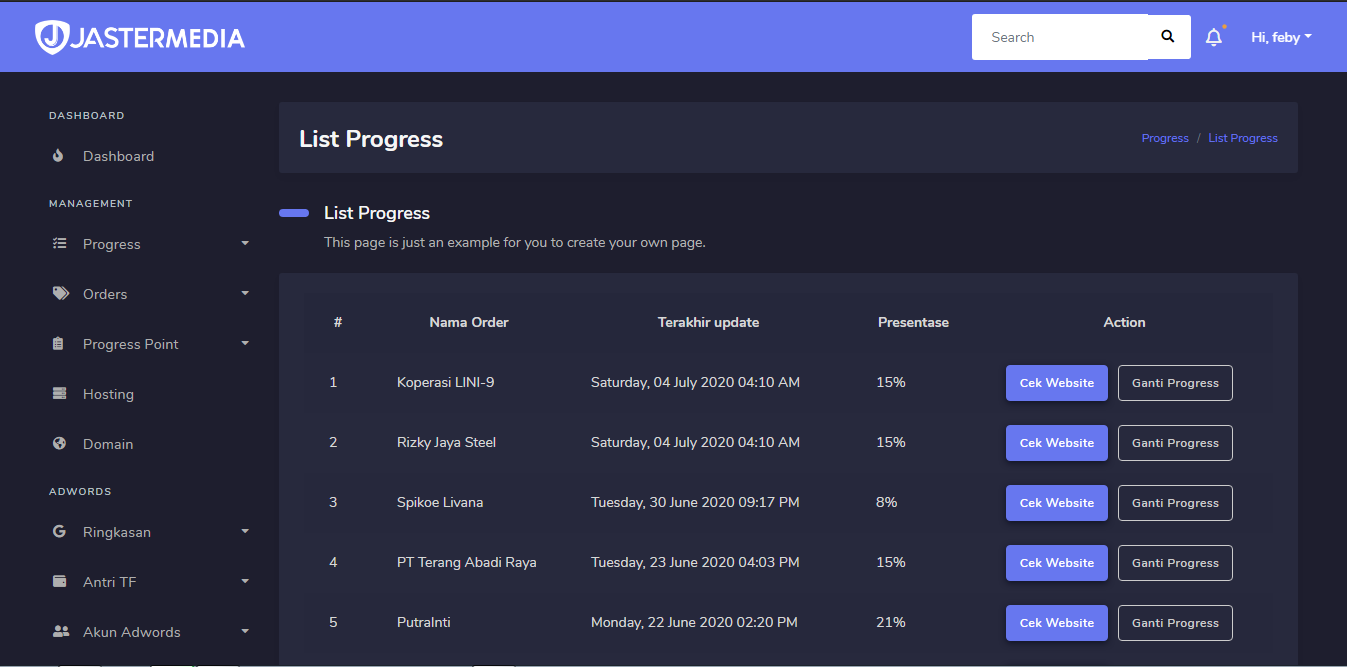 JASTERMEDIA
Search
Hi, feby
DASHBOARD
Dashboard
MANAGEMENT
Progress
Orders
Progress Point
Hosting
Domain
ADWORDS
Ringkasan
Antri TF
Akun Adwords
List Progress
Progress / List Progress
List Progress
This page is just an example for you to create your own page.
# Nama Order Terakhir update Presentase Action
1 Koperasi LINI-9 Saturday, 04 July 2020 04:10 AM 15% Cek Website Ganti Progress
2 Rizky Jaya Steel Saturday, 04 July 2020 04:10 AM 15% Cek Website Ganti Progress
3 Spikoe Livana Tuesday, 30 June 2020 09:17 PM 8% Cek Website Ganti Progress
4 PT Terang Abadi Raya Tuesday, 23 June 2020 04:03 PM 15% Cek Website Ganti Progress
5 PutraInti Monday, 22 June 2020 02:20 PM 21% Cek Website Ganti Progress